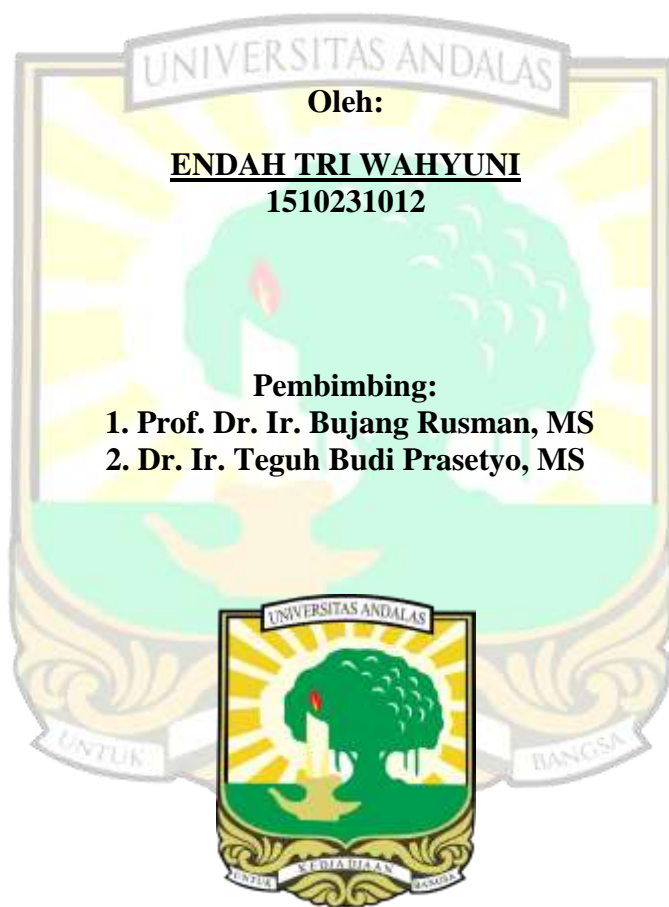 UNIVERSITAS ANDALAS
Oleh:
ENDAH TRI WAHYUNI
1510231012
Pembimbing:
1. Prof. Dr. Ir. Bujang Rusman, MS
2. Dr. Ir. Teguh Budi Prasetyo, MS
UNIVERSITAS ANDALAS
UNTUK BANGSA
UNTUK KEDJADJAAN BANGSA